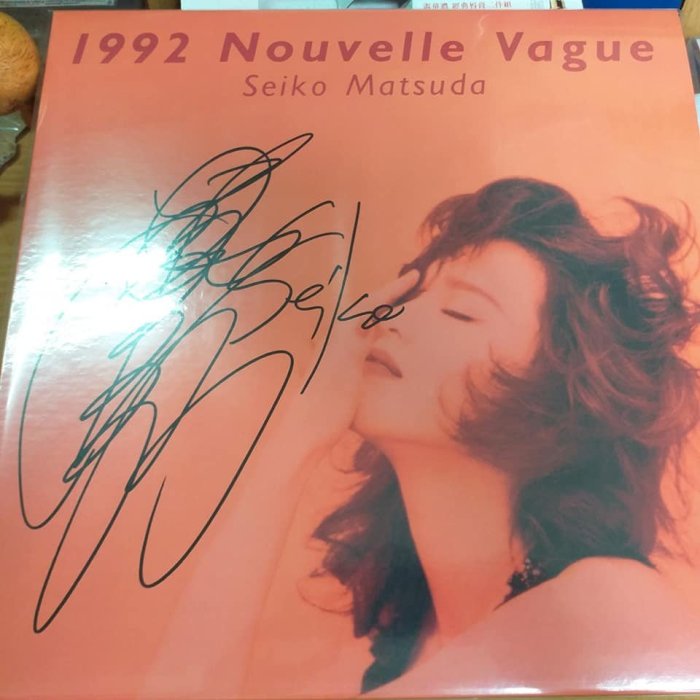 1992 Nouvelle Vague
Seiko Matsuda
Seiko